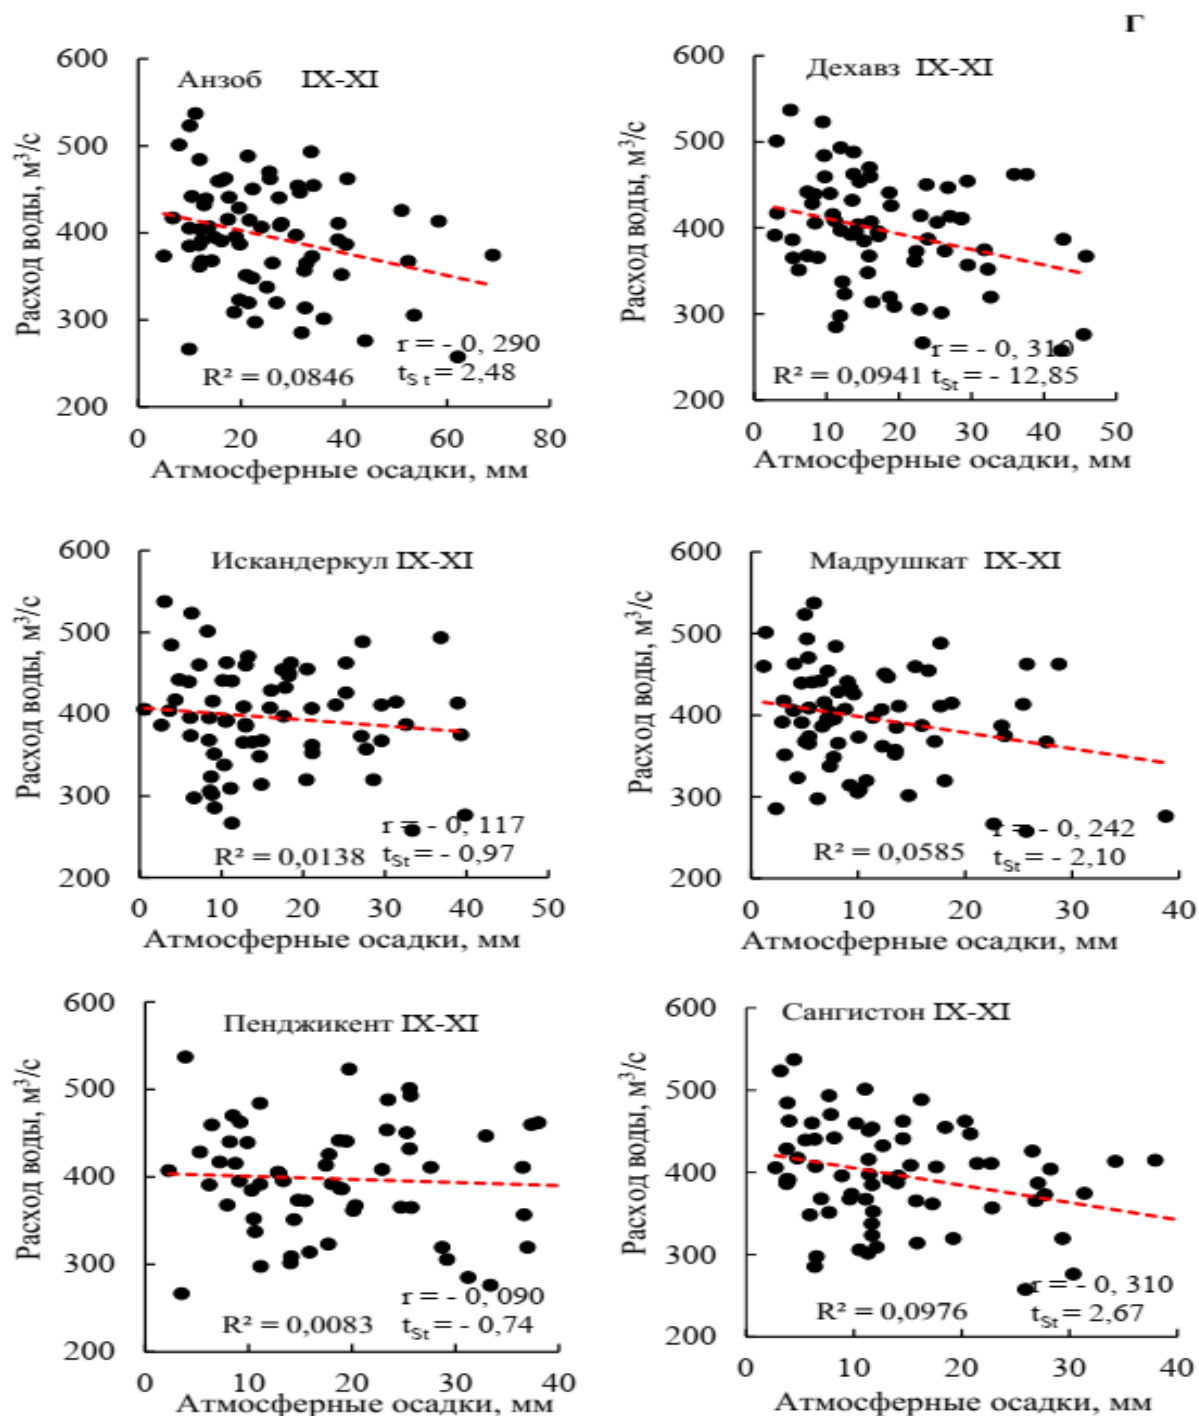 Г
600
Анзоб IX-XI
500
400
300
200
r = - 0, 290
R² = 0,0846
t_St = 2,48
0 20 40 60 80
Расход воды, м³/с
Атмосферные осадки, мм
600
Дехавз IX-XI
500
400
300
200
r = - 0, 310
R² = 0,0941
t_St = - 12,85
0 10 20 30 40 50
Расход воды, м³/с
Атмосферные осадки, мм
600
Искандеркул IX-XI
500
400
300
200
r = - 0, 117
R² = 0,0138
t_St = - 0,97
0 10 20 30 40 50
Расход воды, м³/с
Атмосферные осадки, мм
600
Мадрушкат IX-XI
500
400
300
200
r = - 0, 242
R² = 0,0585
t_St = - 2,10
0 10 20 30 40
Расход воды, м³/с
Атмосферные осадки, мм
600
Пенджикент IX-XI
500
400
300
200
r = - 0, 090
R² = 0,0083
t_St = - 0,74
0 10 20 30 40
Расход воды, м³/с
Атмосферные осадки, мм
600
Сангистон IX-XI
500
400
300
200
r = - 0, 310
R² = 0,0976
t_St = 2,67
0 10 20 30 40
Расход воды, м³/с
Атмосферные осадки, мм